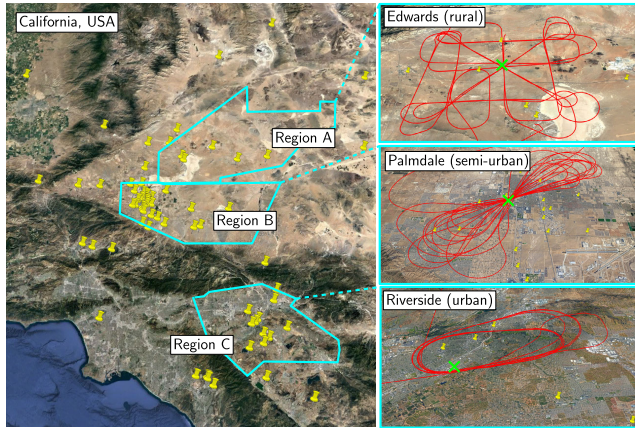 California, USA
Region A
Region B
Region C
Edwards (rural)
Palmdale (semi-urban)
Riverside (urban)